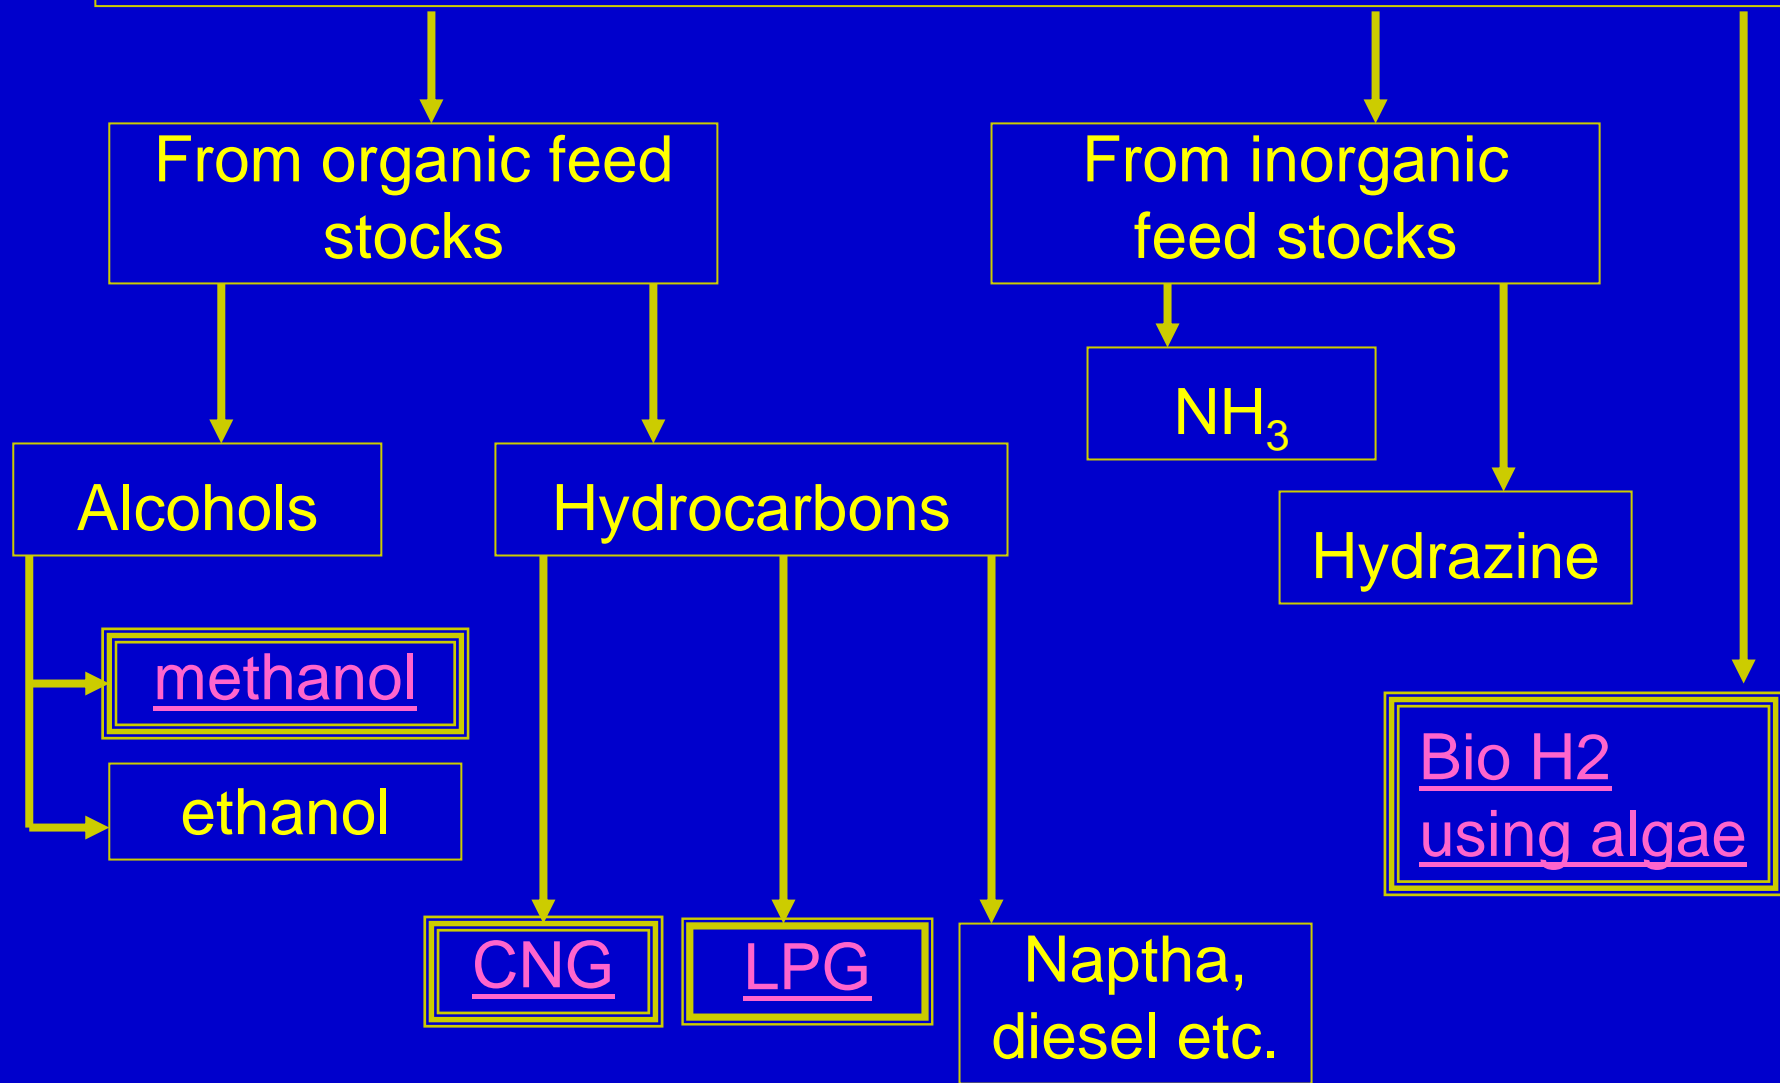 From organic feed
stocks
From inorganic
feed stocks
NH₃
Alcohols
Hydrocarbons
Hydrazine
methanol
ethanol
Bio H2
using algae
CNG
LPG
Naptha,
diesel etc.